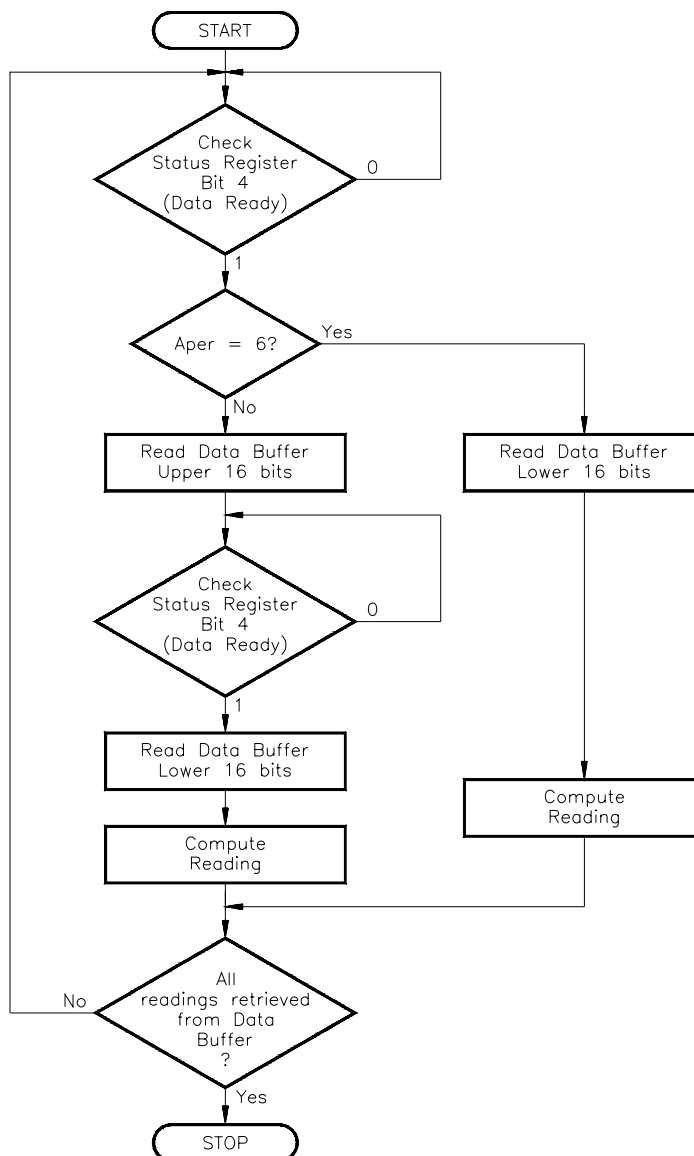 START
Check
Status Register
Bit 4
(Data Ready)
0
1
Aper = 6?
Yes
No
Read Data Buffer
Upper 16 bits
Read Data Buffer
Lower 16 bits
Check
Status Register
Bit 4
(Data Ready)
0
1
Read Data Buffer
Lower 16 bits
Compute
Reading
Compute
Reading
All
readings retrieved
from Data
Buffer
?
No
Yes
STOP